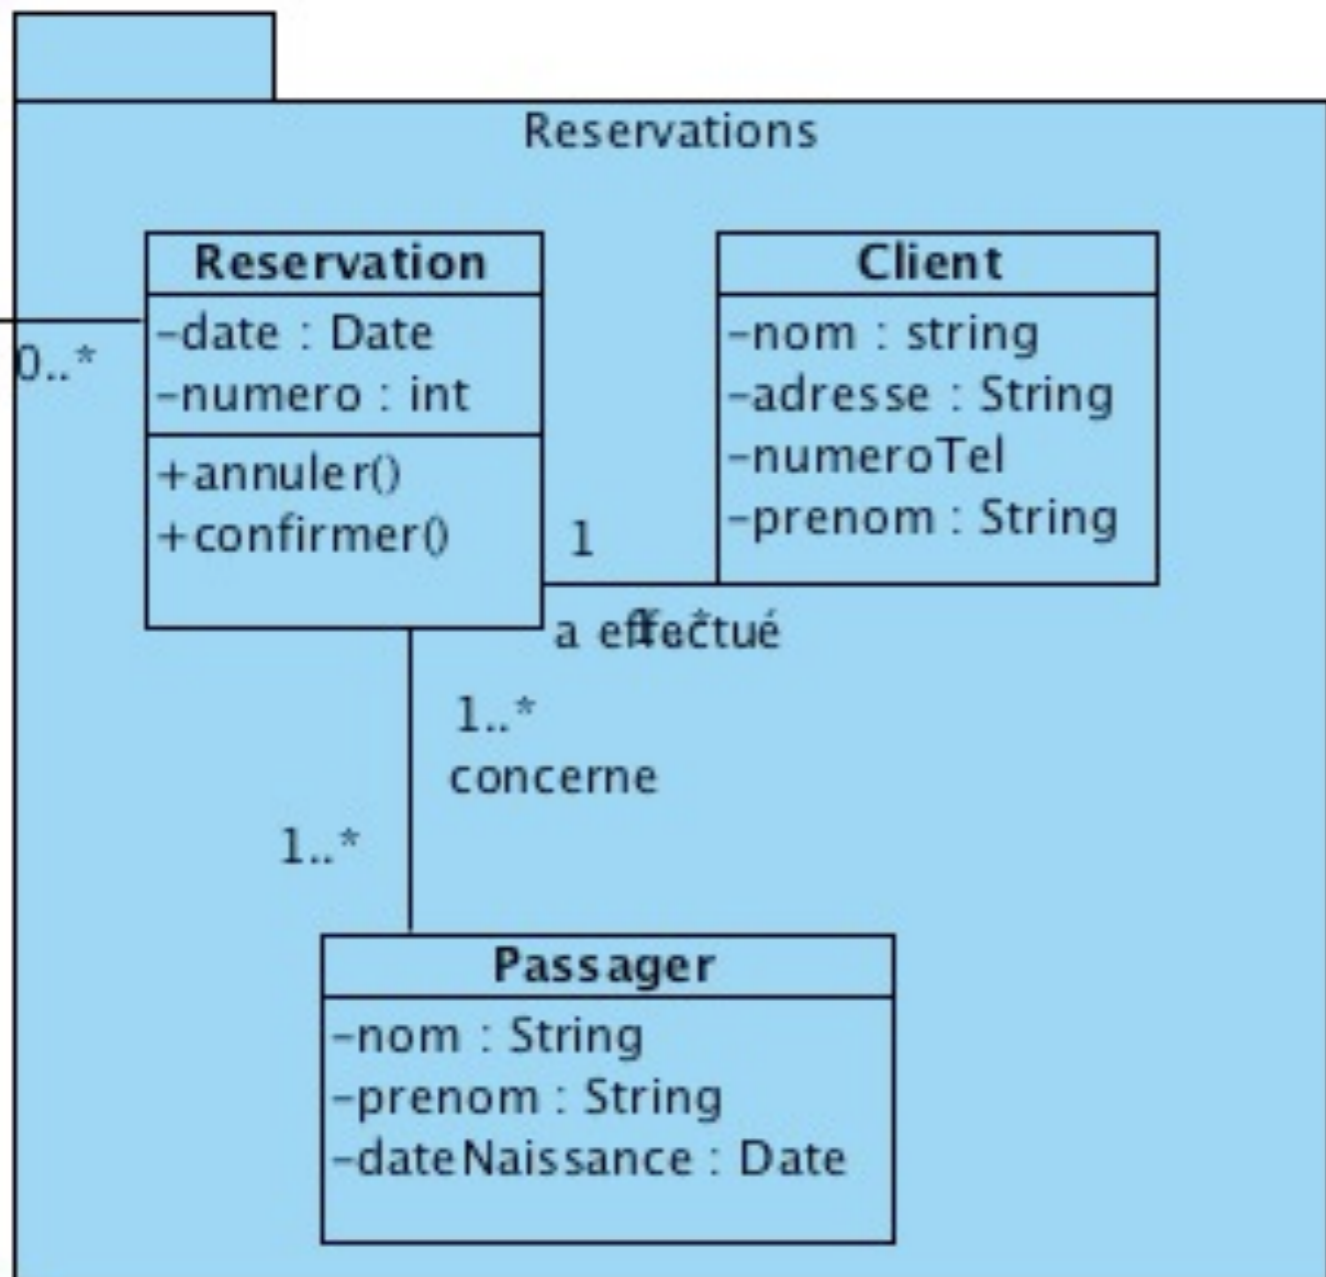 Reservations
Reservation
-date : Date
-numero : int
+annuler()
+confirmer()
0..*
Client
-nom : string
-adresse : String
-numeroTel
-prenom : String
1
a effectué
1..*
concerne
1..*
Passager
-nom : String
-prenom : String
-dateNaissance : Date